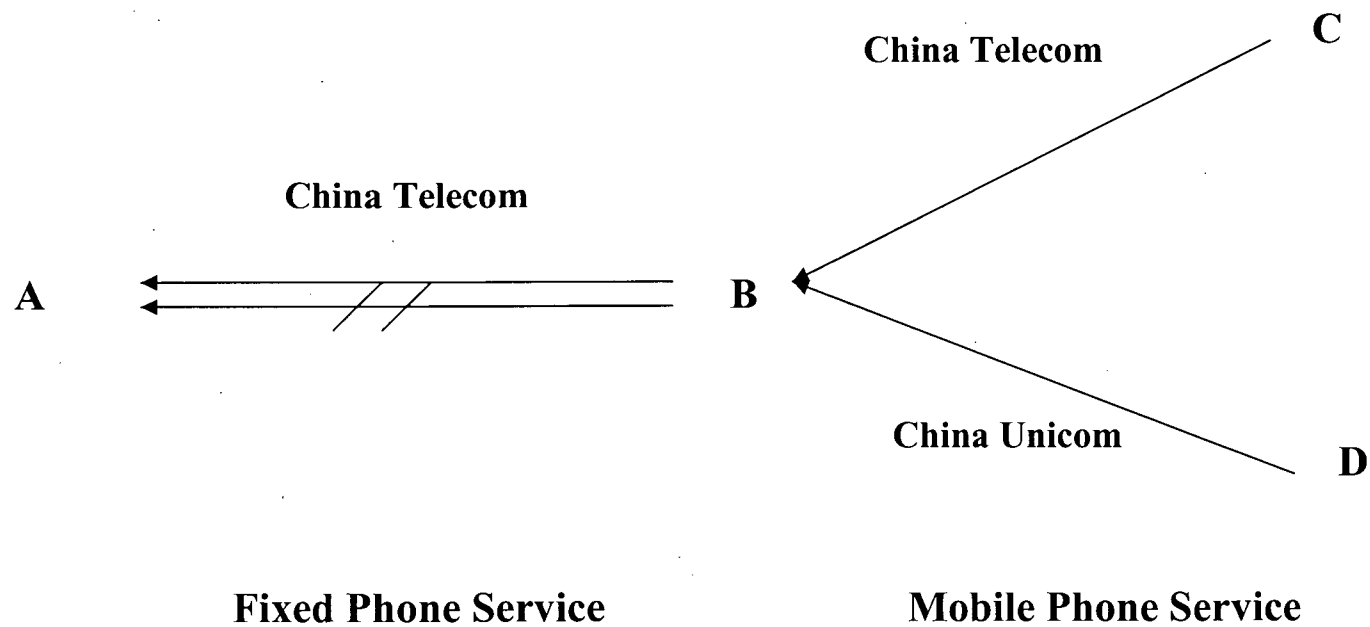 China Telecom
C
China Telecom
A
B
China Unicom
D
Fixed Phone Service
Mobile Phone Service